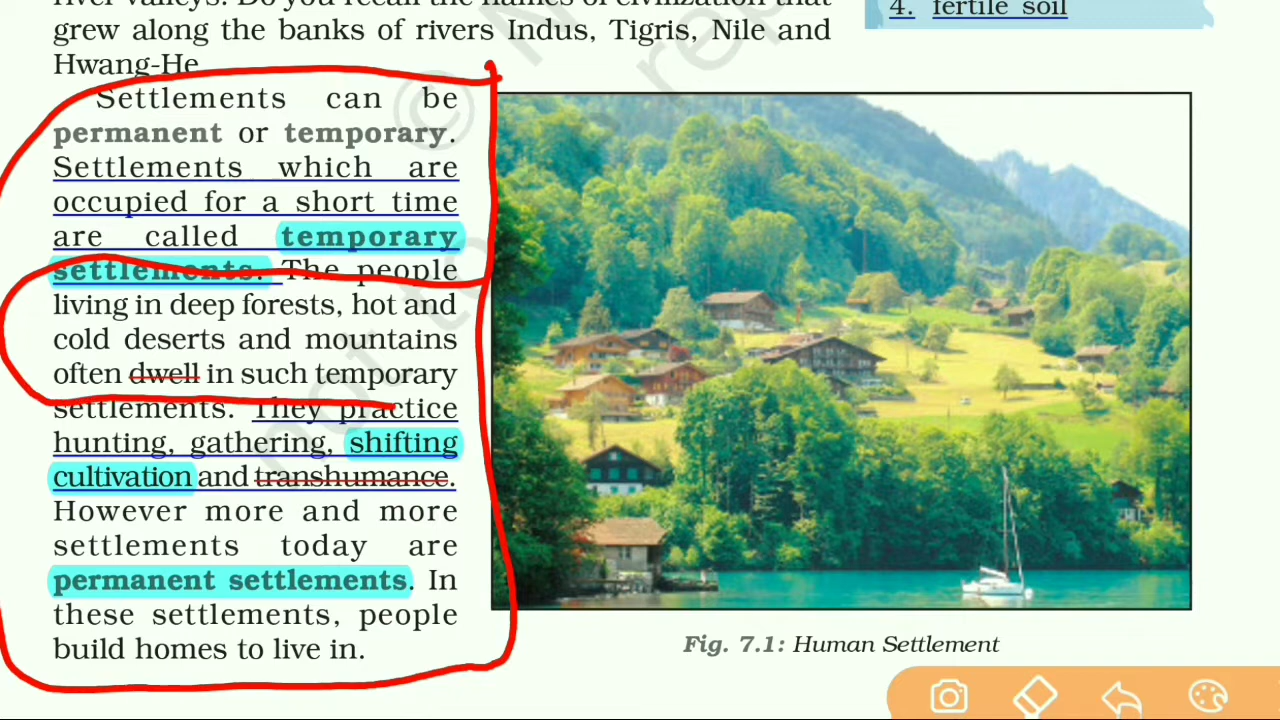 river valleys. Do you recall the names of civilization that
grew along the banks of rivers Indus, Tigris, Nile and
Hwang-He
4. fertile soil
Settlements can be
permanent or temporary.
Settlements which are
occupied for a short time
are called temporary
settlements. The people
living in deep forests, hot and
cold deserts and mountains
often dwell in such temporary
settlements. They practice
hunting, gathering, shifting
cultivation and transhumance.
However more and more
settlements today are
permanent settlements. In
these settlements, people
build homes to live in.
Fig. 7.1: Human Settlement